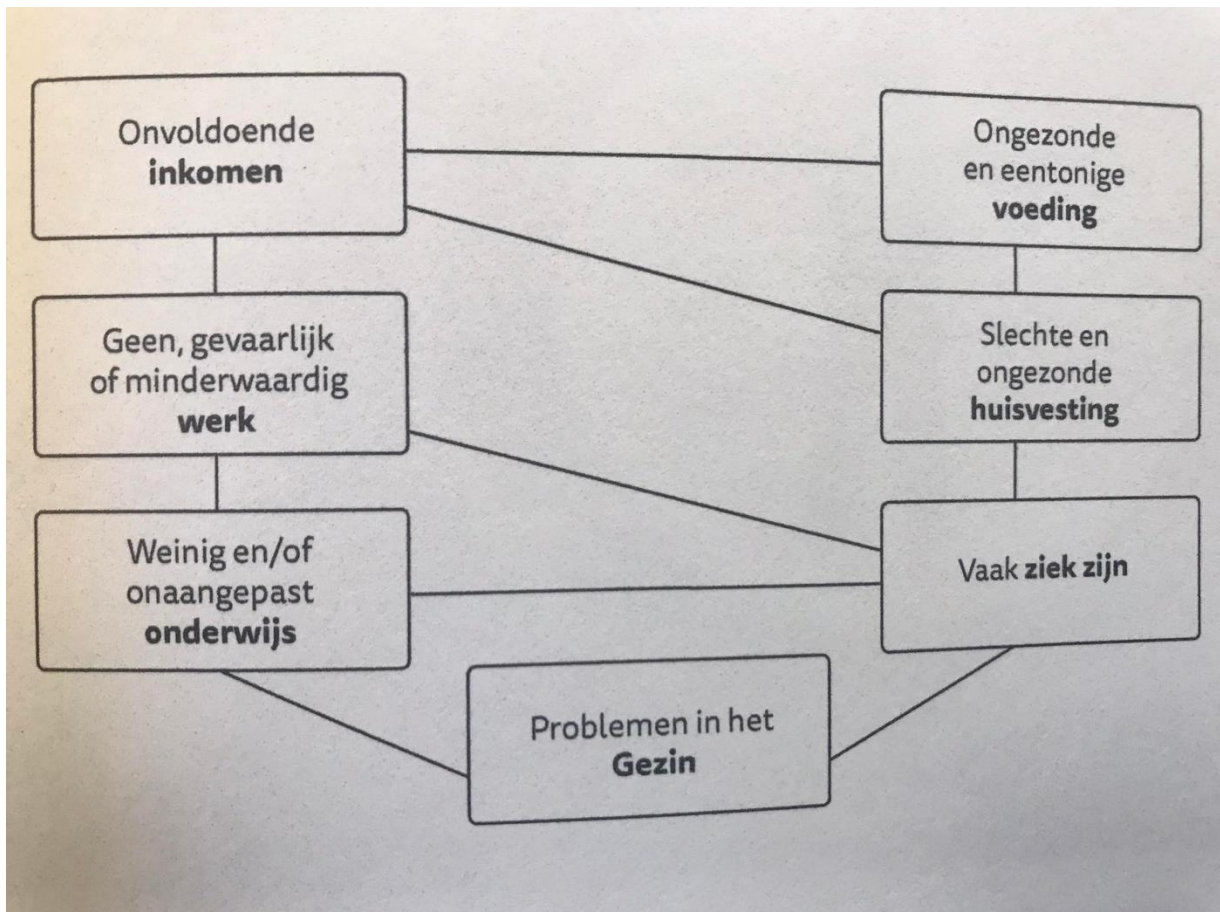 Onvoldoende
inkomen
Geen, gevaarlijk
of minderwaardig
werk
Weinig en/of
onaangepast
onderwijs
Problemen in het
Gezin
Ongezonde
en eentonige
voeding
Slechte en
ongezonde
huisvesting
Vaak ziek zijn